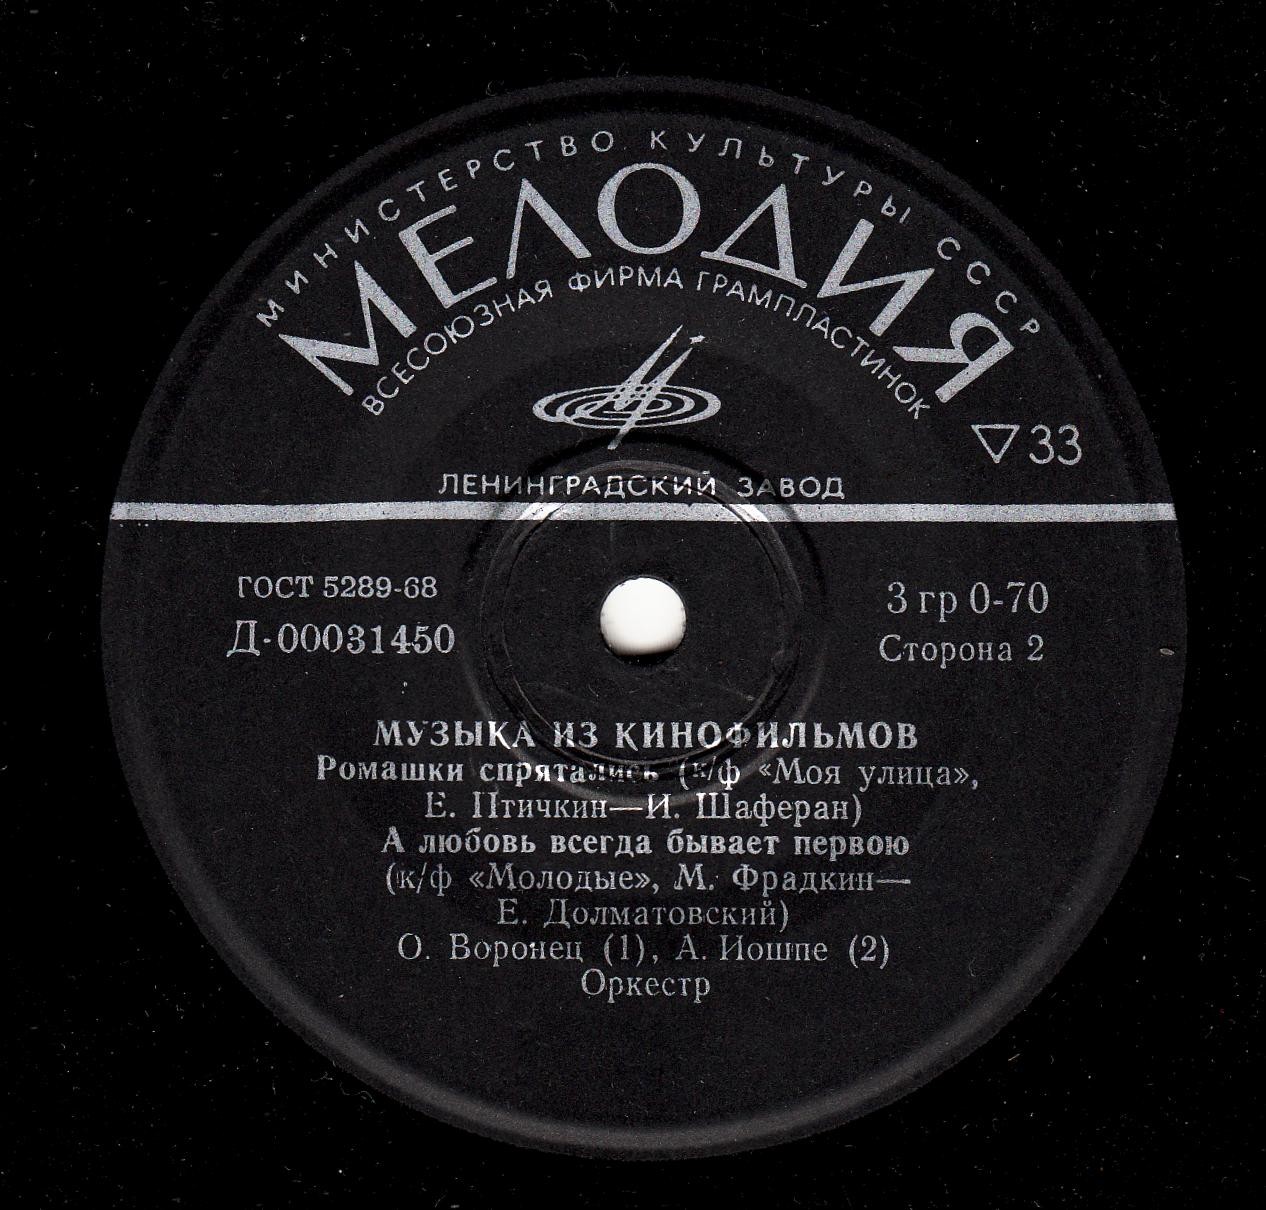 МИНИСТЕРСТВО КУЛЬТУРЫ СССР
МЕЛОДИЯ
ВСЕСОЮЗНАЯ ФИРМА ГРАМПЛАСТИНОК
▽33
ЛЕНИНГРАДСКИЙ ЗАВОД
ГОСТ 5289-68
Д-00031450
3 гр 0-70
Сторона 2
МУЗЫКА ИЗ КИНОФИЛЬМОВ
Ромашки спрятались (к/ф «Моя улица»,
Е. Птичкин—И. Шаферан)
А любовь всегда бывает первою
(к/ф «Молодые», М. Фрадкин—
Е. Долматовский)
О. Воронец (1), А. Иошпе (2)
Оркестр